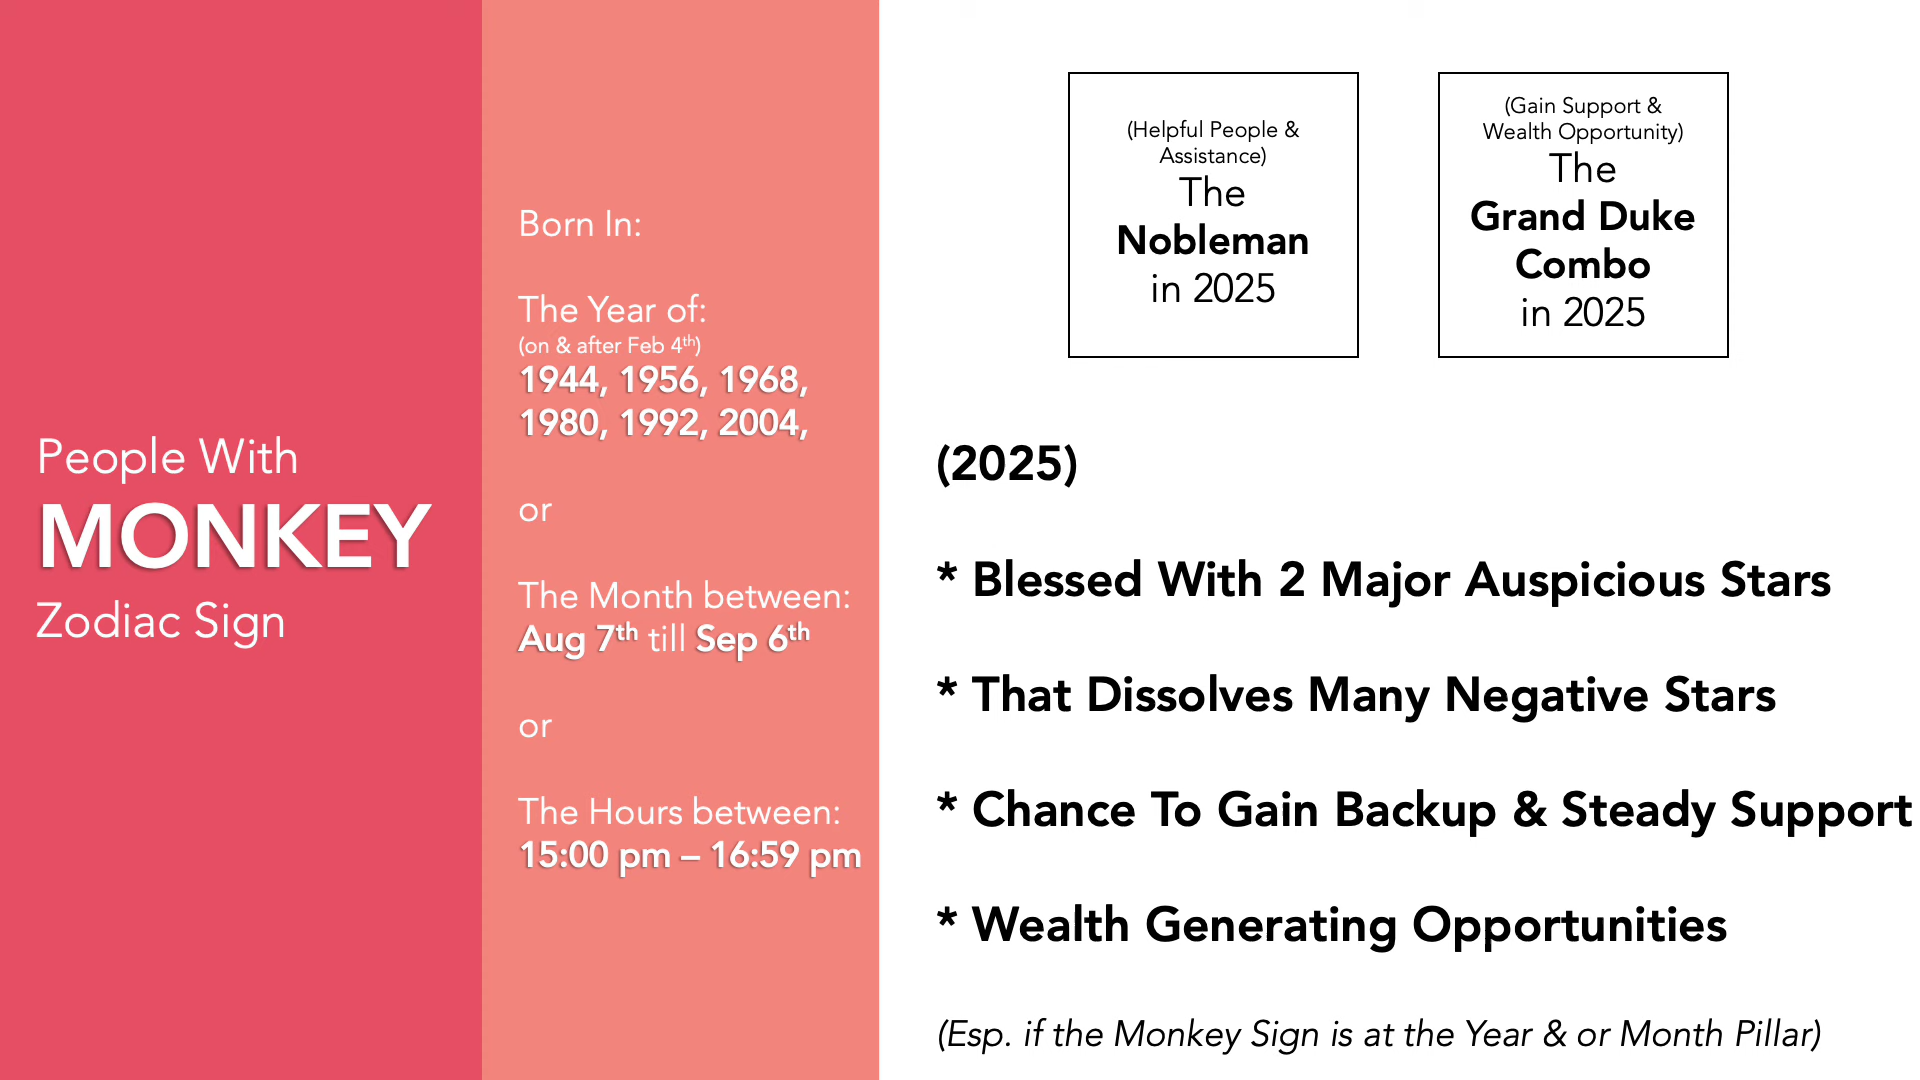 People With
MONKEY
Zodiac Sign
Born In:
The Year of:
(on & after Feb 4th)
1944, 1956, 1968,
1980, 1992, 2004,
or
The Month between:
Aug 7th till Sep 6th
or
The Hours between:
15:00 pm – 16:59 pm
(Helpful People &
Assistance)
The
Nobleman
in 2025
(Gain Support &
Wealth Opportunity)
The
Grand Duke
Combo
in 2025
(2025)
* Blessed With 2 Major Auspicious Stars
* That Dissolves Many Negative Stars
* Chance To Gain Backup & Steady Support
* Wealth Generating Opportunities
(Esp. if the Monkey Sign is at the Year & or Month Pillar)